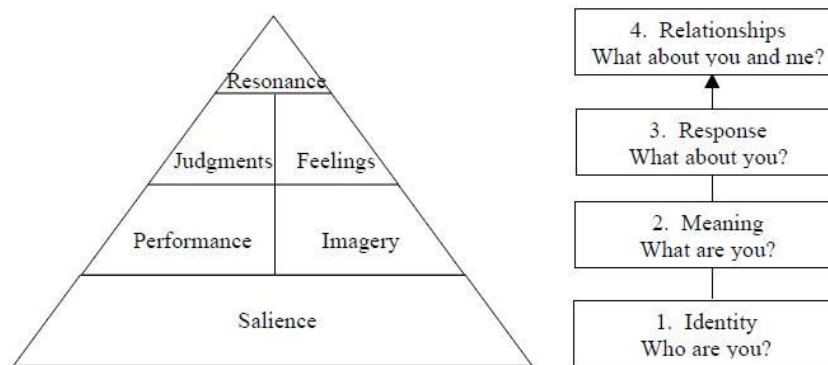 Resonance
Judgments Feelings
Performance Imagery
Salience
4. Relationships
What about you and me?
3. Response
What about you?
2. Meaning
What are you?
1. Identity
Who are you?